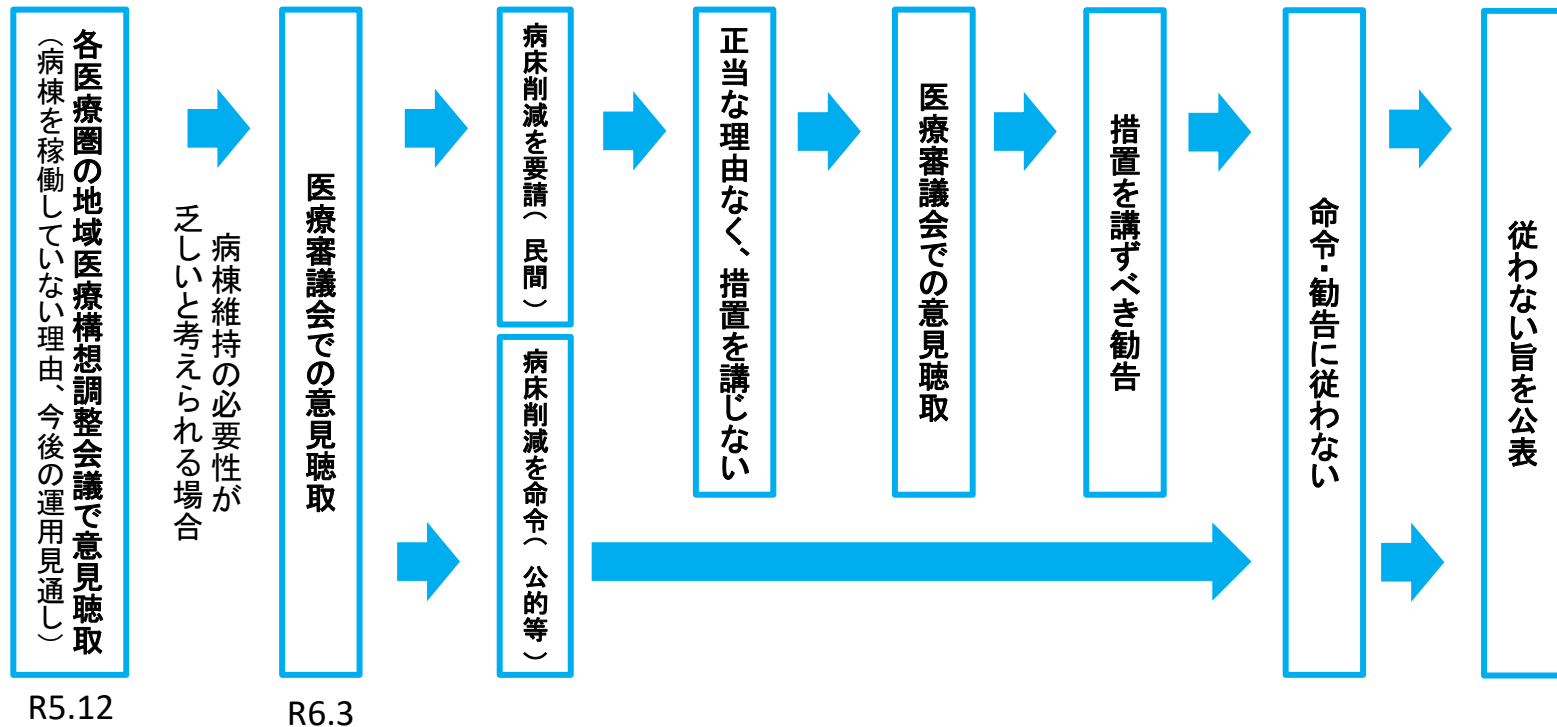 各医療圏の地域医療構想調整会議で意見聴取
（病棟を稼働していない理由、今後の運用見通し）
R5.12
病棟維持の必要性が
乏しいと考えられる場合
医療審議会での意見聴取
R6.3
病床削減を要請（民間）
病床削減を命令（公的等）
正当な理由なく、措置を講じない
医療審議会での意見聴取
措置を講ずべき勧告
命令・勧告に従わない
従わない旨を公表